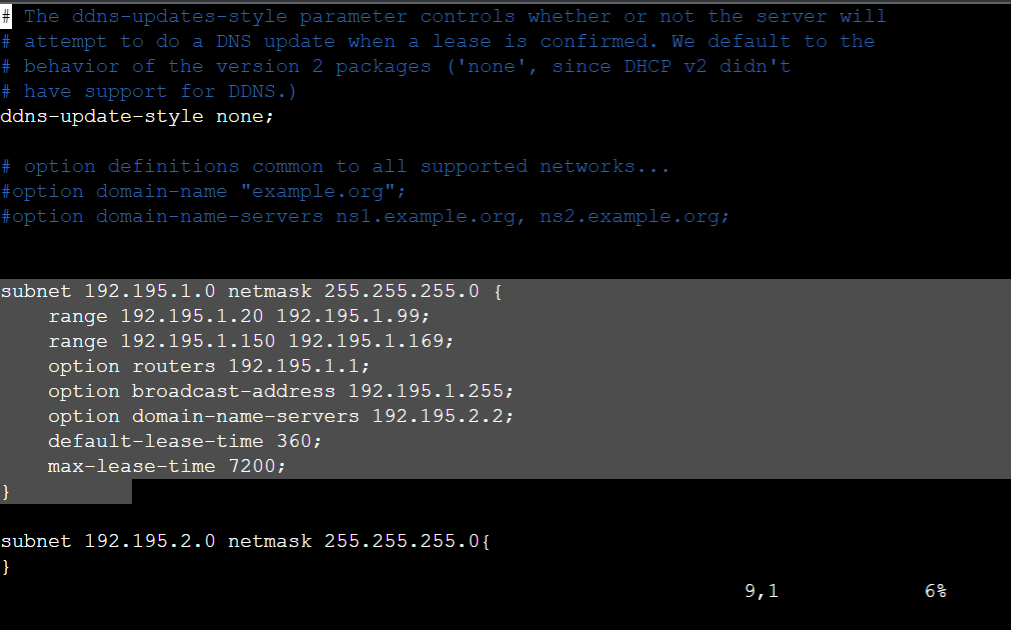 # The ddns-updates-style parameter controls whether or not the server will
# attempt to do a DNS update when a lease is confirmed. We default to the
# behavior of the version 2 packages ('none', since DHCP v2 didn't
# have support for DDNS.)
ddns-update-style none;
# option definitions common to all supported networks...
#option domain-name "example.org";
#option domain-name-servers ns1.example.org, ns2.example.org;
subnet 192.195.1.0 netmask 255.255.255.0 {
    range 192.195.1.20 192.195.1.99;
    range 192.195.1.150 192.195.1.169;
    option routers 192.195.1.1;
    option broadcast-address 192.195.1.255;
    option domain-name-servers 192.195.2.2;
    default-lease-time 360;
    max-lease-time 7200;
}
subnet 192.195.2.0 netmask 255.255.255.0{
}
9,1 6%